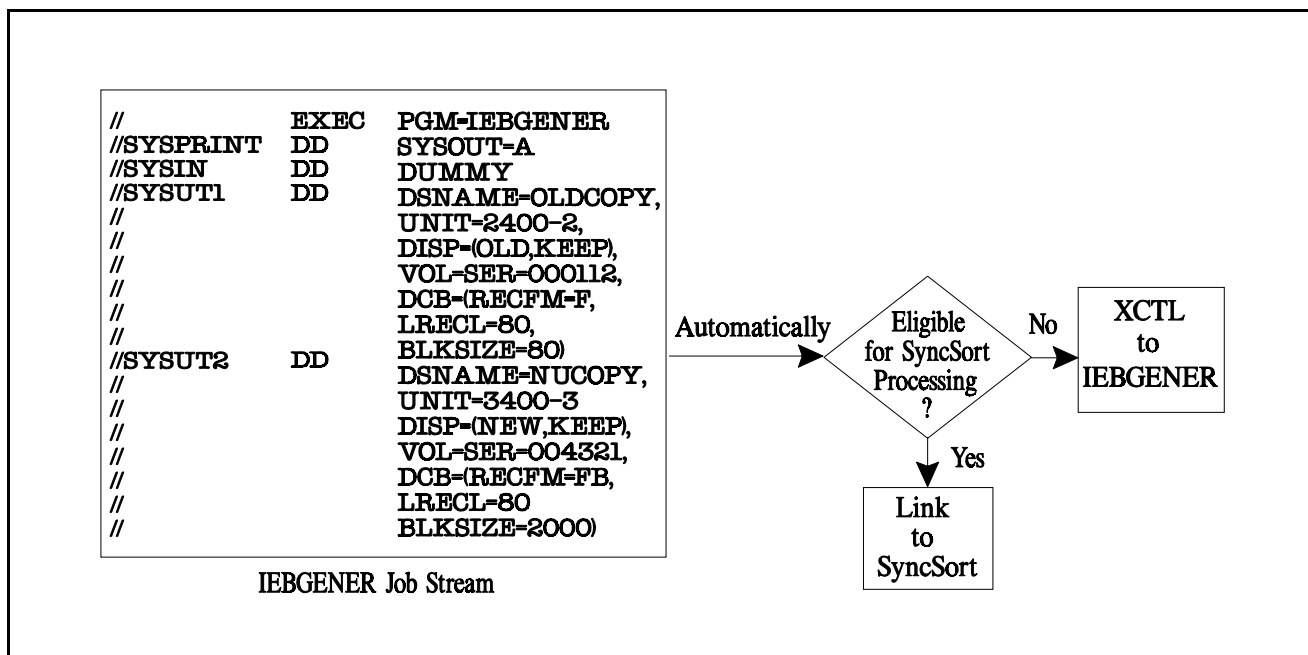 // EXEC PGM=IEBGENER
//SYSPRINT DD SYSOUT=A
//SYSIN DD DUMMY
//SYSUT1 DD DSNAME=OLDCOPY,
// UNIT=2400-2,
// DISP=(OLD,KEEP),
// VOL=SER=000112,
// DCB=(RECFM=F,
// LRECL=80,
// BLKSIZE=80)
//SYSUT2 DD DSNAME=NUCOPY,
// UNIT=3400-3
// DISP=(NEW,KEEP),
// VOL=SER=004321,
// DCB=(RECFM=FB,
// LRECL=80
// BLKSIZE=2000)
IEBGENER Job Stream
Automatically
Eligible
for SyncSort
Processing
?
No
XCTL
to
IEBGENER
Yes
Link
to
SyncSort